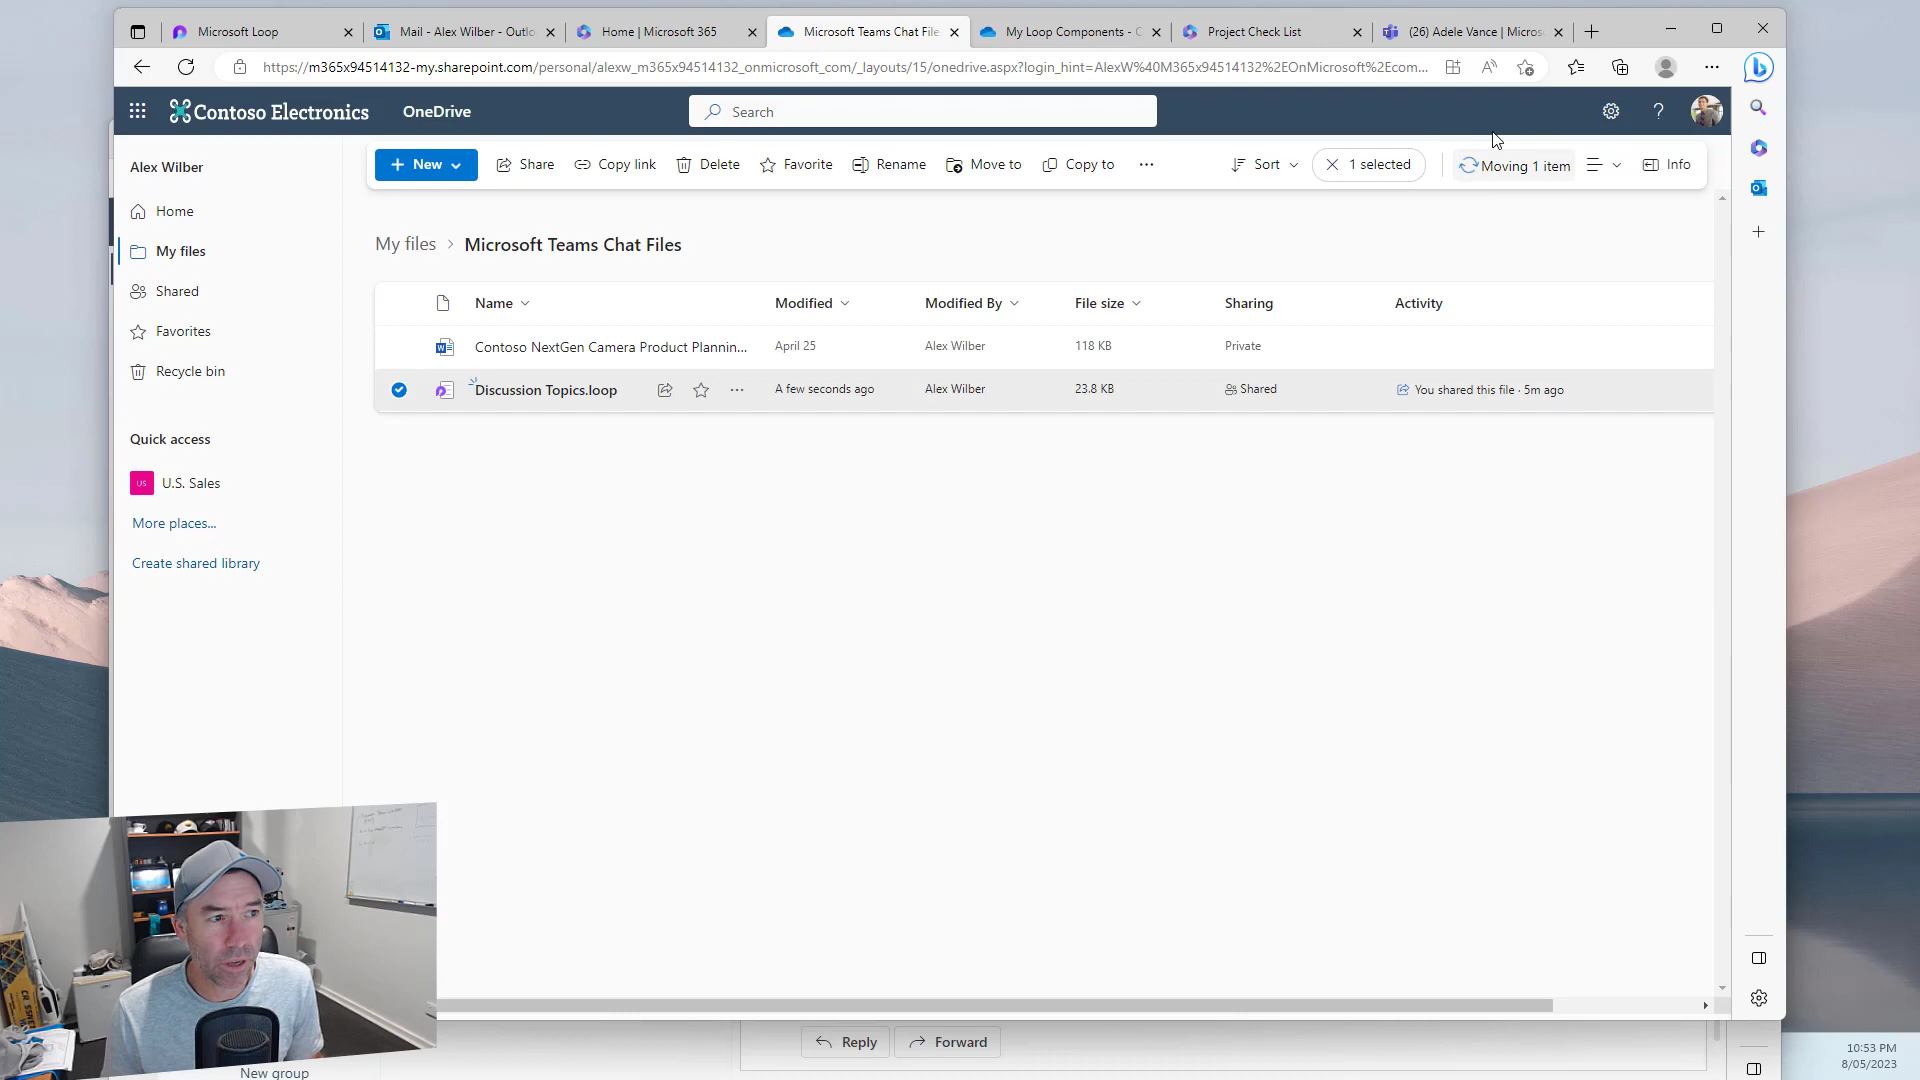 Microsoft Loop
Mail - Alex Wilber - Outlo
Home | Microsoft 365
Microsoft Teams Chat File
My Loop Components - C
Project Check List
(26) Adele Vance | Micros
https://m365x94514132-my.sharepoint.com/personal/alexw_m365x94514132_onmicrosoft_com/_layouts/15/onedrive.aspx?login_hint=AlexW%40M365x94514132%2EOnMicrosoft%2Ecom...
Contoso Electronics
OneDrive
Search
Alex Wilber
New
Share
Copy link
Delete
Favorite
Rename
Move to
Copy to
Sort
1 selected
Moving 1 item
Info
Home
My files
Shared
Favorites
Recycle bin
Quick access
US
U.S. Sales
More places...
Create shared library
My files > Microsoft Teams Chat Files
Name Modified Modified By File size Sharing Activity
Contoso NextGen Camera Product Plannin... April 25 Alex Wilber 118 KB Private
Discussion Topics.loop A few seconds ago Alex Wilber 23.8 KB Shared You shared this file · 5m ago
Reply
Forward
New group
10:53 PM
8/05/2023